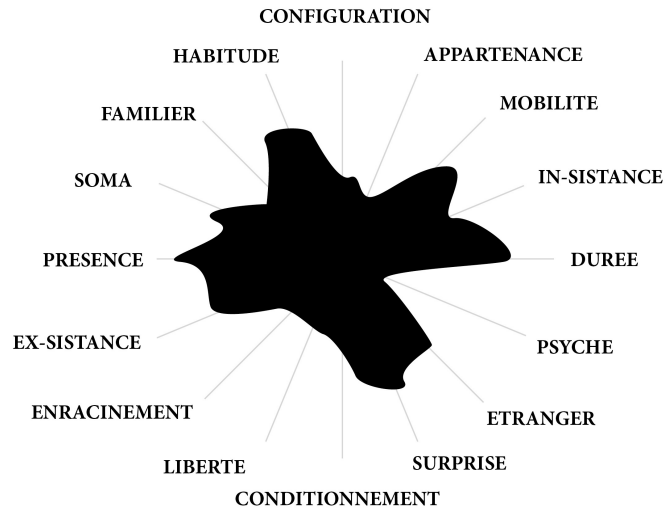 CONFIGURATION
HABITUDE
APPARTENANCE
MOBILITE
FAMILIER
IN-SISTANCE
SOMA
PRESENCE
DUREE
EX-SISTANCE
PSYCHE
ENRACINEMENT
ETRANGER
LIBERTE
SURPRISE
CONDITIONNEMENT